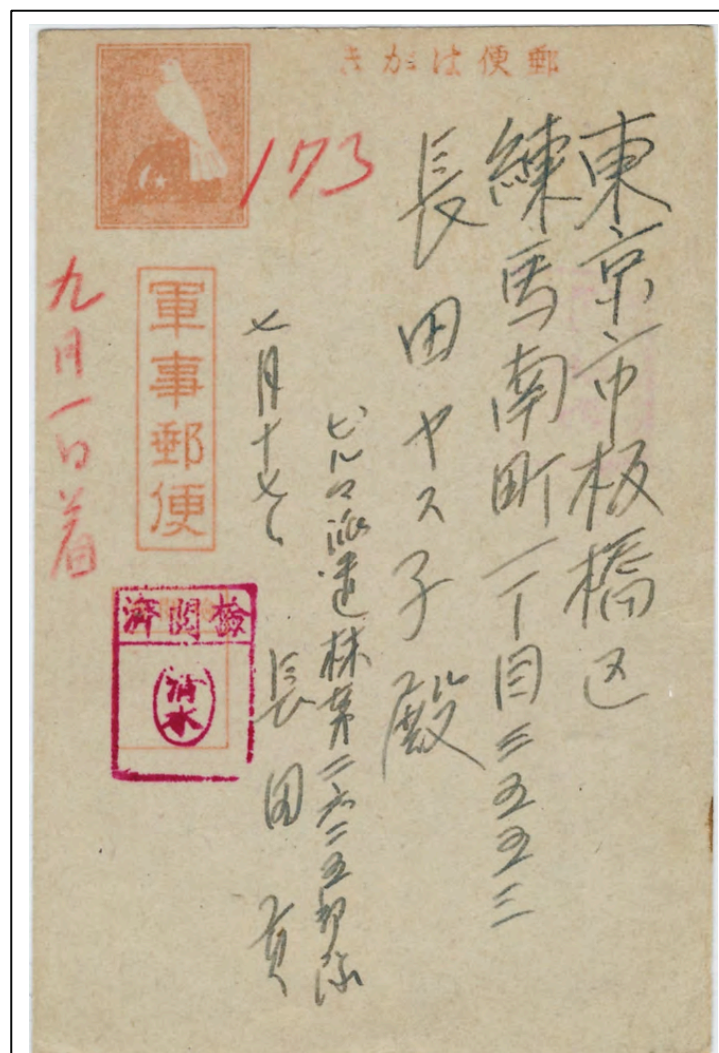 郵便はがき
東京市板橋区
練馬南町一丁目三五五三
長田ヤス子殿
ビルマ派遣林第二六二五部隊
長田
七月十七日
173
軍事郵便
検閲済
清水
九月一日着